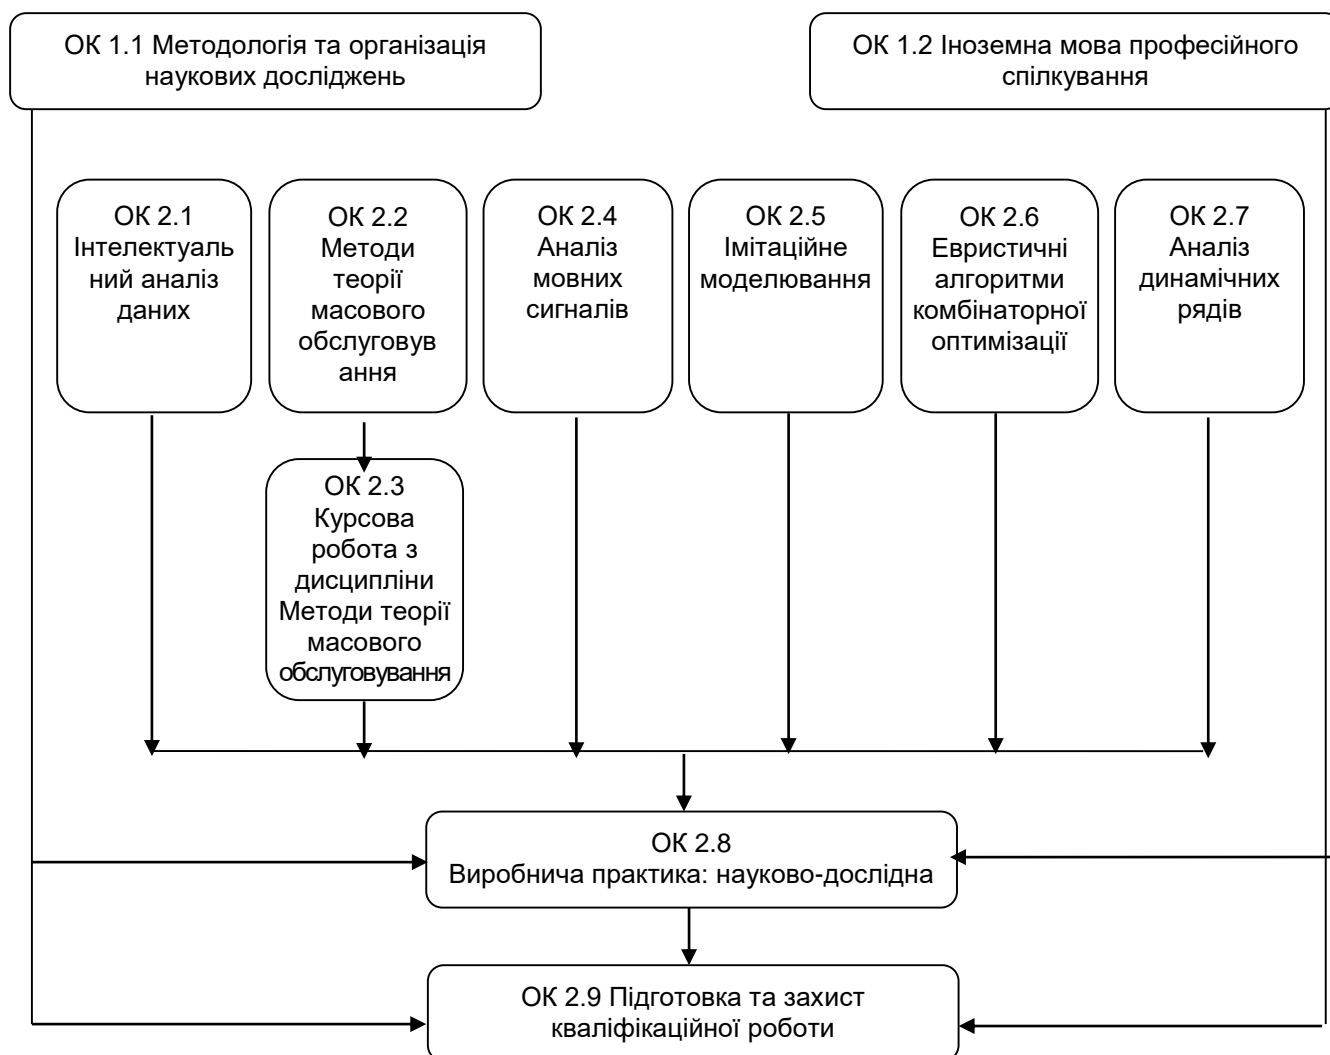 ОК 1.1 Методологія та організація
наукових досліджень
ОК 1.2 Іноземна мова професійного
спілкування
ОК 2.1
Інтелектуаль
ний аналіз
даних
ОК 2.2
Методи
теорії
масового
обслуговув
ання
ОК 2.4
Аналіз
мовних
сигналів
ОК 2.5
Імітаційне
моделювання
ОК 2.6
Евристичні
алгоритми
комбінаторної
оптимізації
ОК 2.7
Аналіз
динамічних
рядів
ОК 2.3
Курсова
робота з
дисципліни
Методи теорії
масового
обслуговування
ОК 2.8
Виробнича практика: науково-дослідна
ОК 2.9 Підготовка та захист
кваліфікаційної роботи